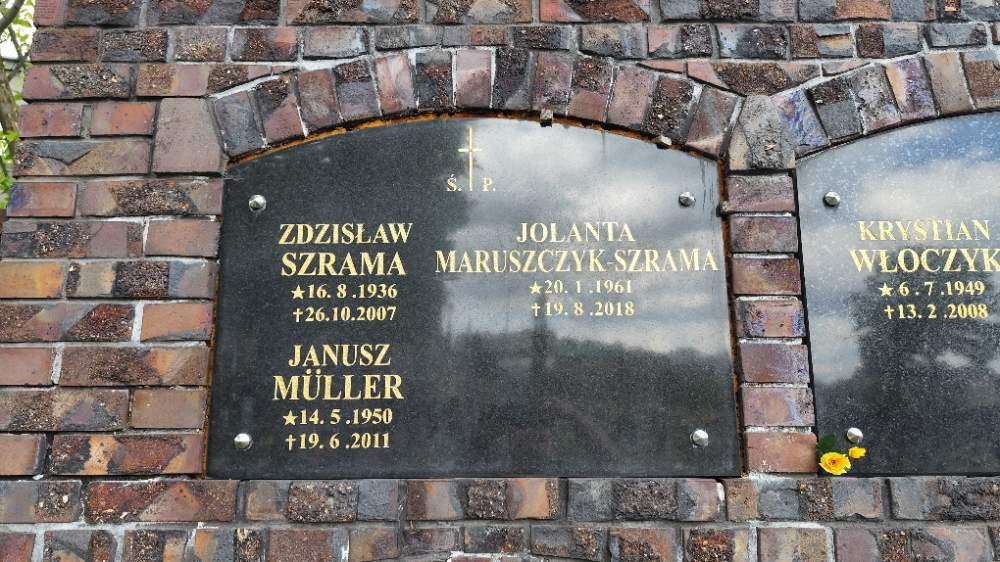 Ś. P.
ZDZISŁAW
SZRAMA
★16. 8 .1936
†26.10.2007
JANUSZ
MÜLLER
★14. 5 .1950
†19. 6 .2011
JOLANTA
MARUSZCZYK-SZRAMA
★20. 1 .1961
†19. 8 .2018
KRYSTIAN
WŁOCZYK
★6. 7 .1949
†13. 2 .2008